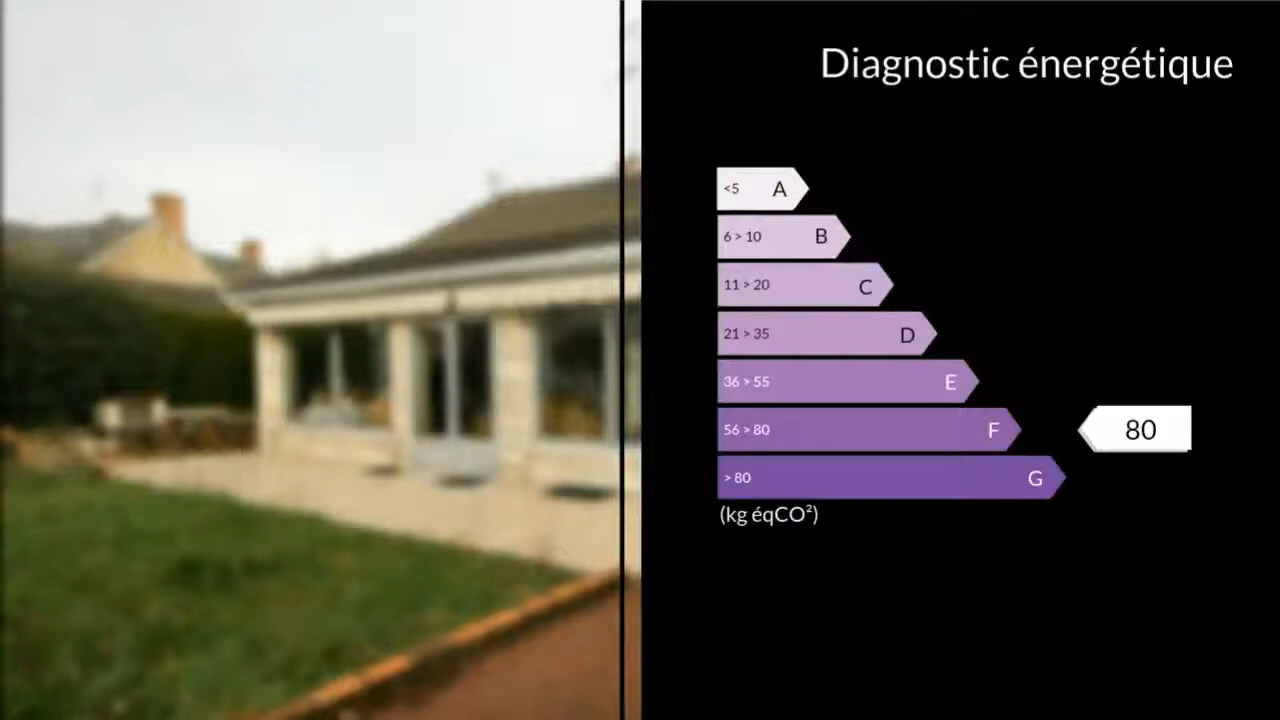 Diagnostic énergétique
<5 A
6 > 10 B
11 > 20 C
21 > 35 D
36 > 55 E
56 > 80 F
80
> 80 G
(kg éqCO²)